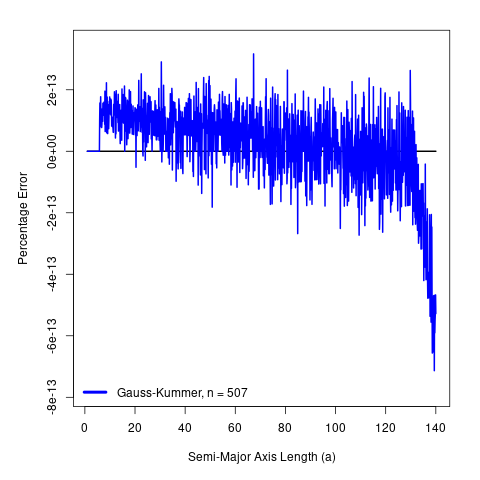 Percentage Error
2e-13
0e+00
-2e-13
-4e-13
-6e-13
-8e-13
Gauss-Kummer, n = 507
0 20 40 60 80 100 120 140
Semi-Major Axis Length (a)